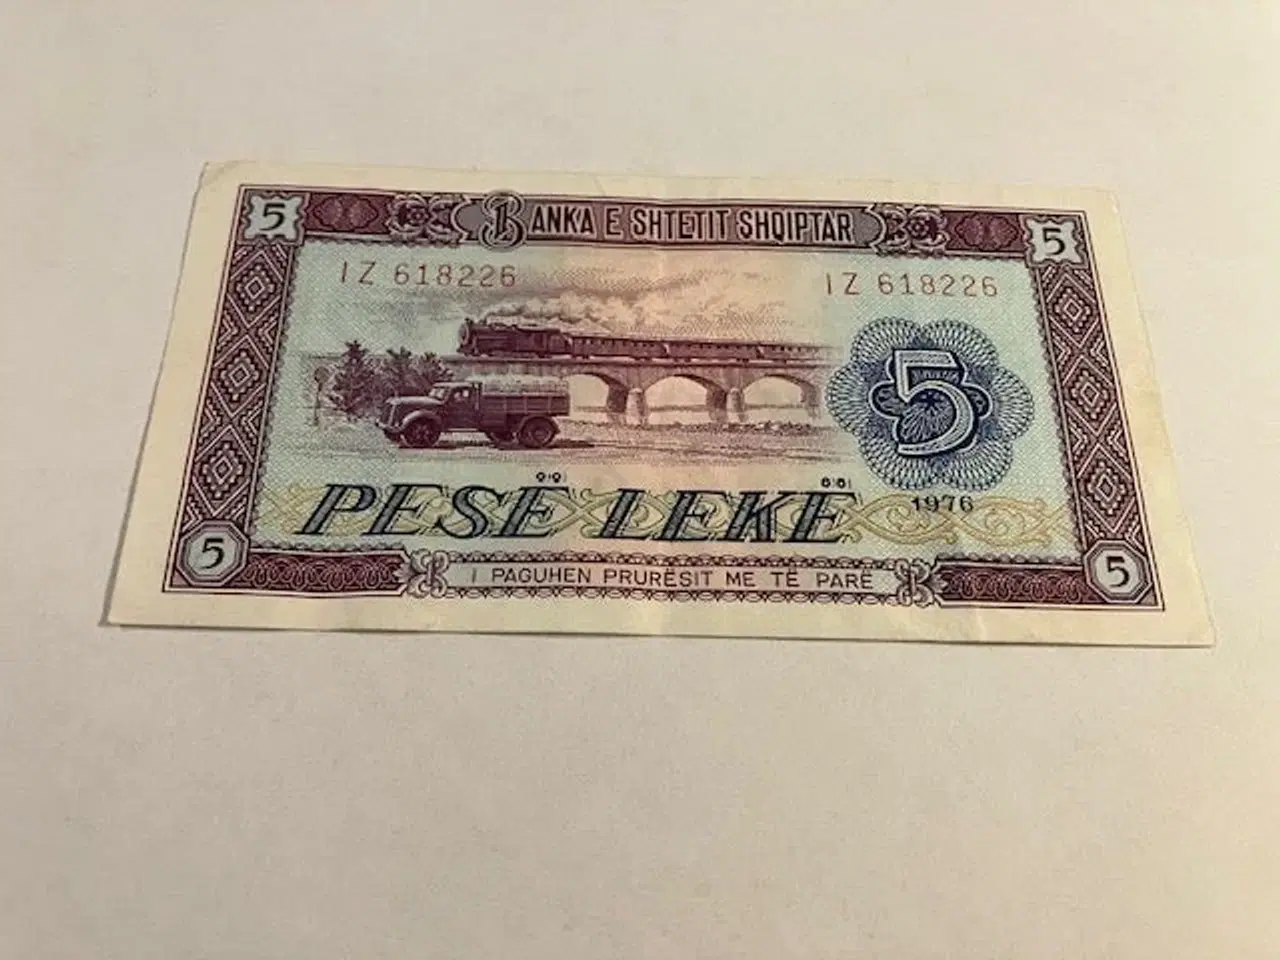 5 BANKA E SHTETIT SHQIPTAR 5
IZ 618226 IZ 618226
5
PESË LEKË 1976
5 I PAGUHEN PRURËSIT ME TË PARË 5